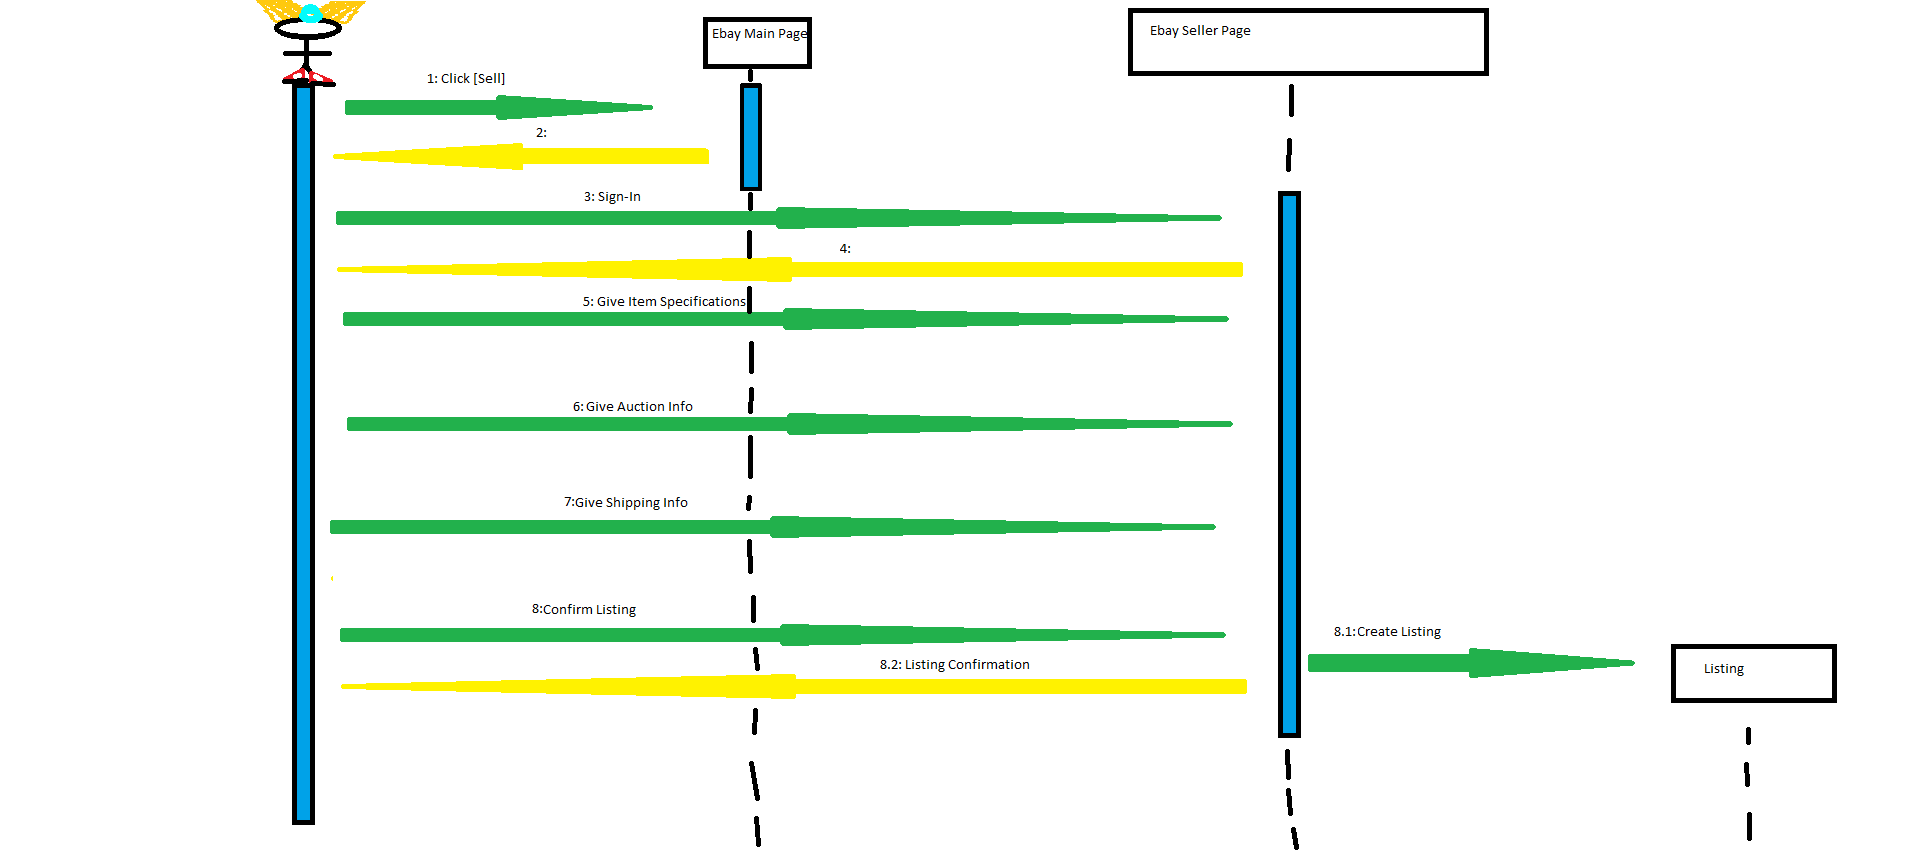 Ebay Main Page
Ebay Seller Page
1: Click [Sell]
2:
3: Sign-In
4:
5: Give Item Specifications
6: Give Auction Info
7:Give Shipping Info
8:Confirm Listing
8.1:Create Listing
8.2: Listing Confirmation
Listing